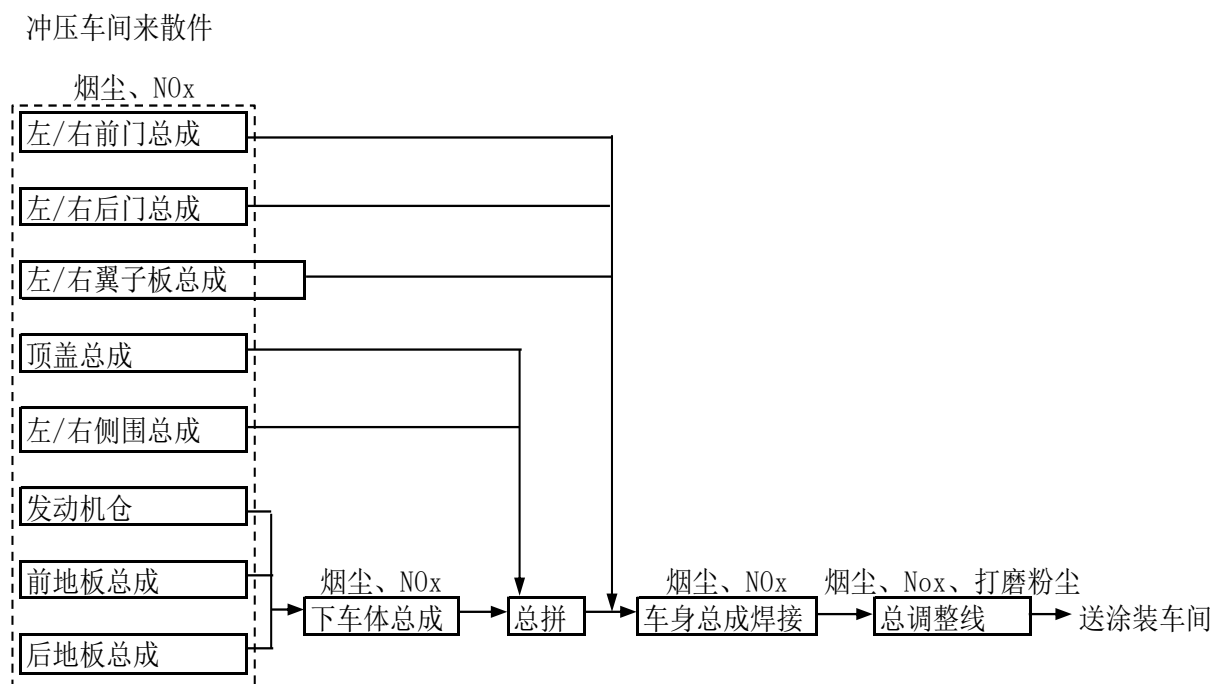 冲压车间来散件
烟尘、NOx
左/右前门总成
左/右后门总成
左/右翼子板总成
顶盖总成
左/右侧围总成
发动机仓
前地板总成
后地板总成
烟尘、NOx
下车体总成
总拼
烟尘、NOx
车身总成焊接
烟尘、Nox、打磨粉尘
总调整线
送涂装车间